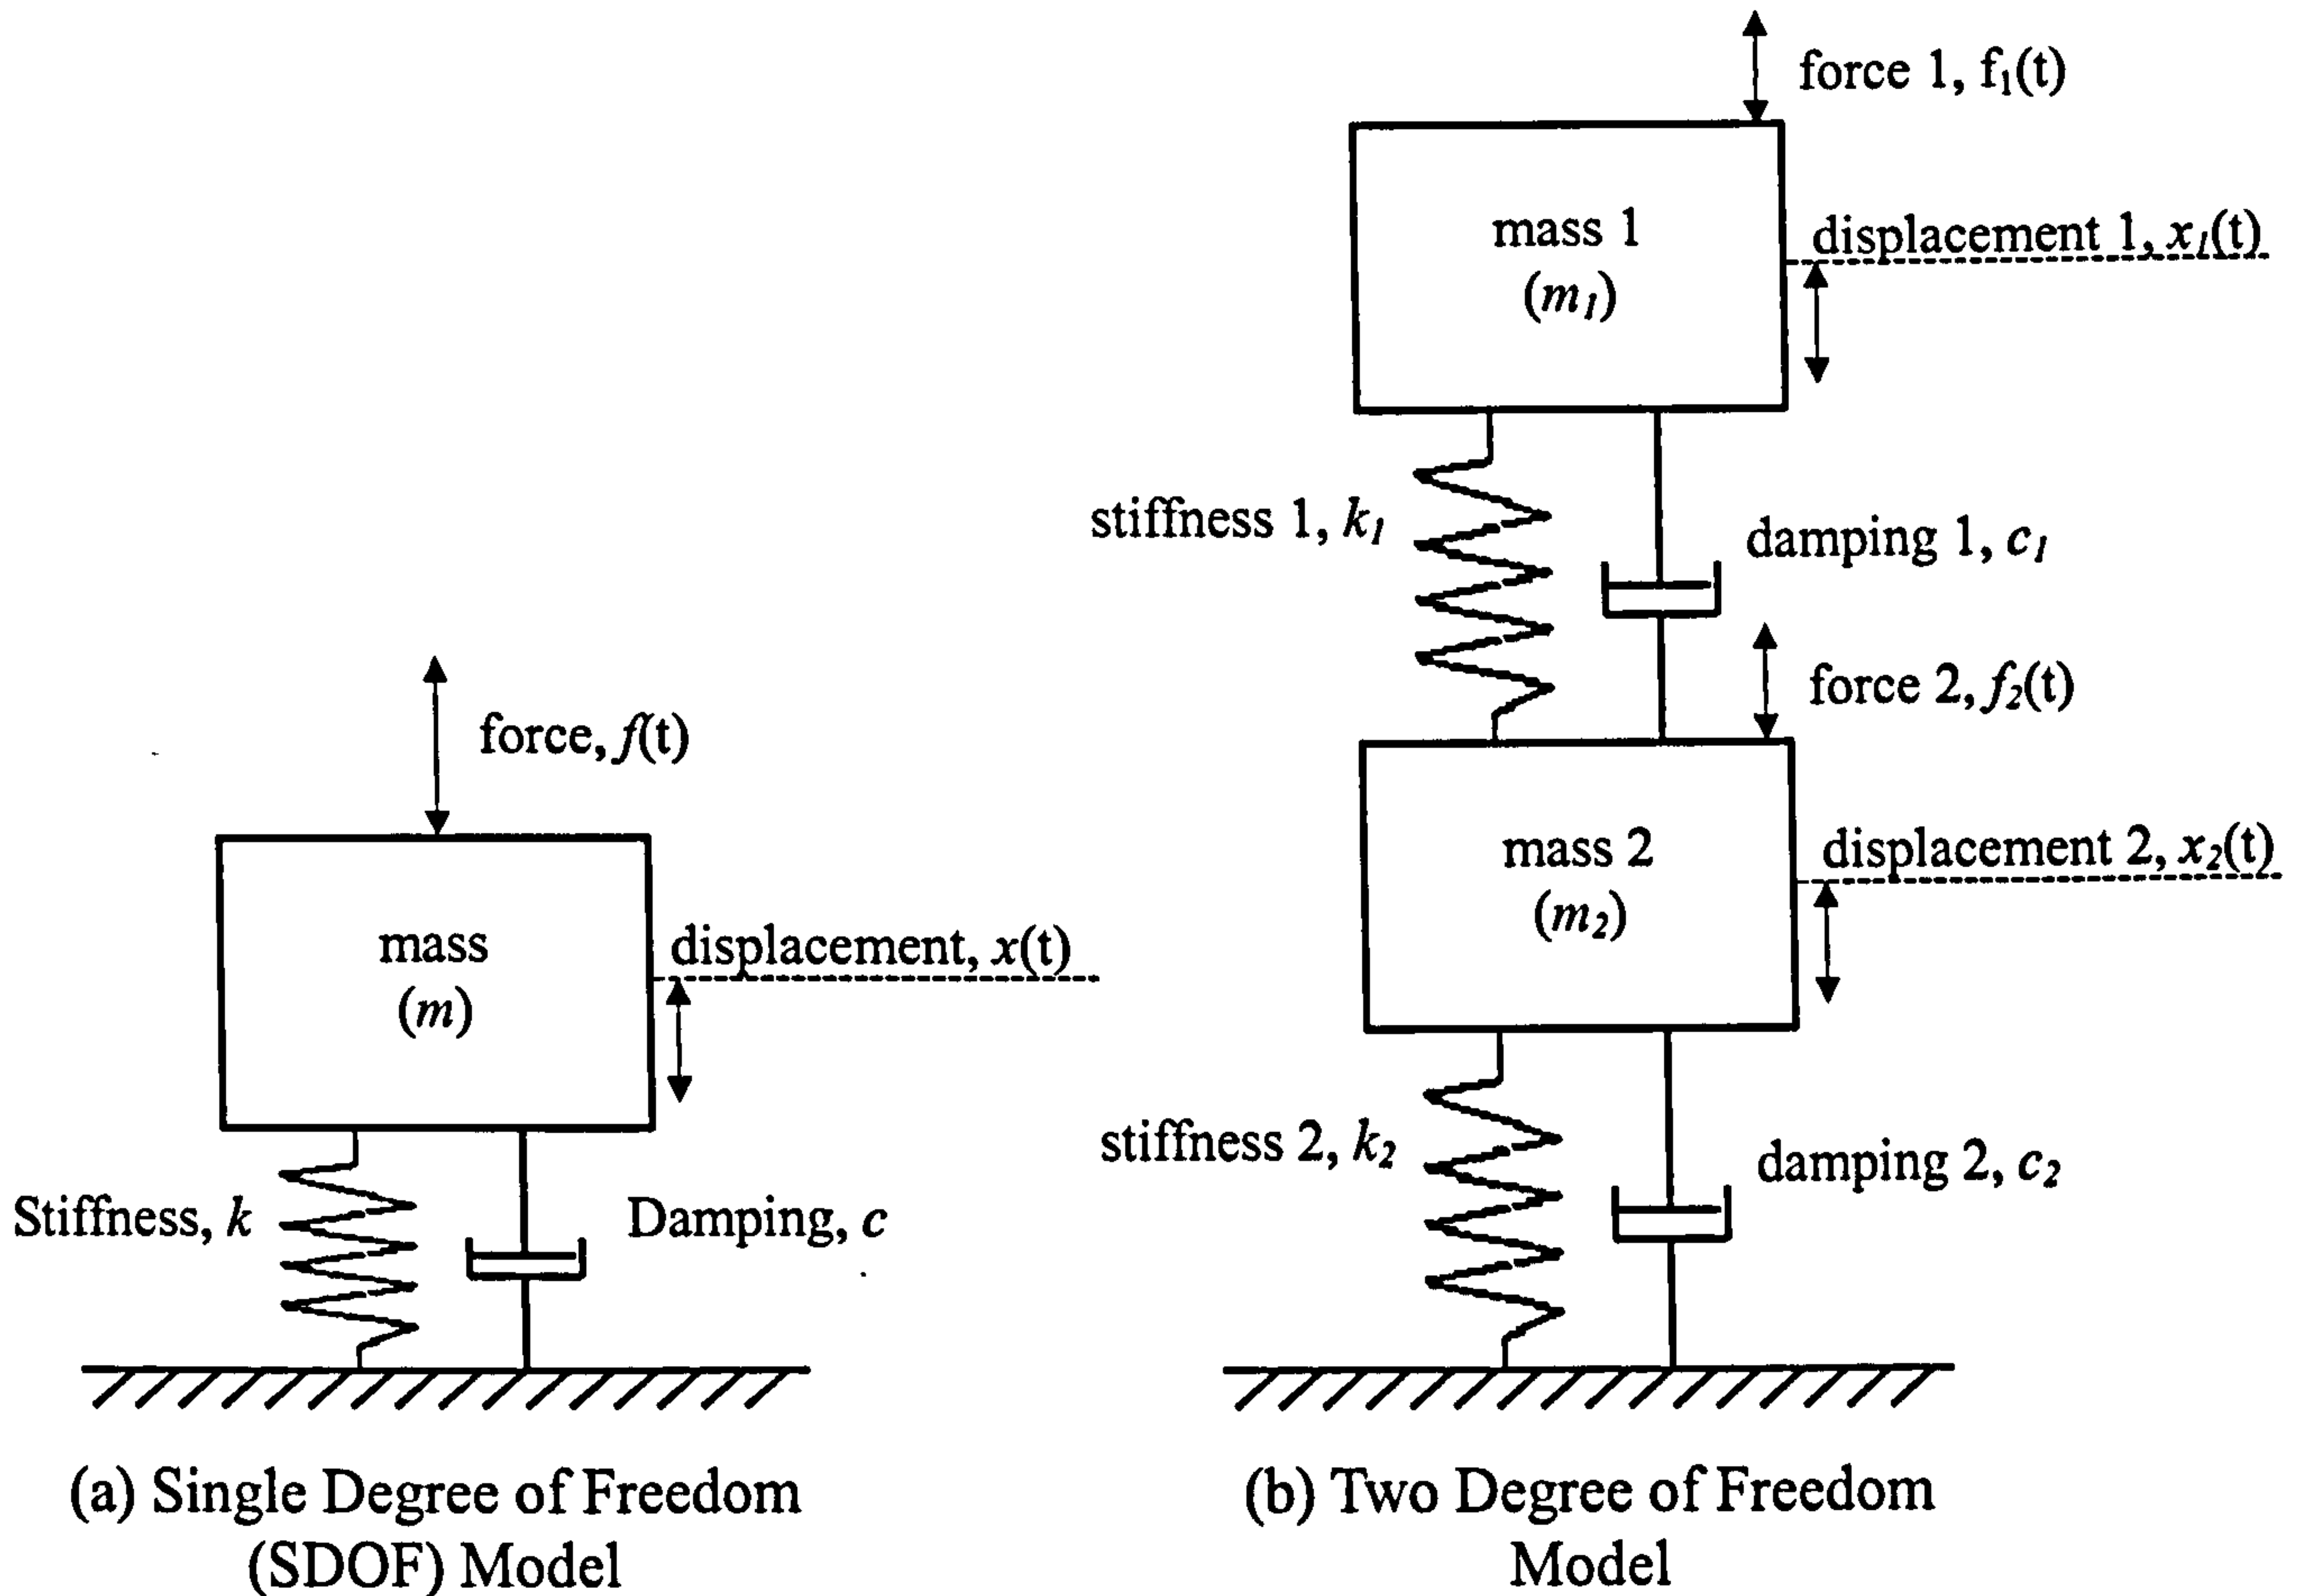 force 1, f₁(t)
mass 1
(m₁)
displacement 1, x₁(t)
stiffness 1, k₁
damping 1, c₁
force 2, f₂(t)
mass 2
(m₂)
displacement 2, x₂(t)
stiffness 2, k₂
damping 2, c₂
force, f(t)
mass
(m)
displacement, x(t)
Stiffness, k
Damping, c
(a) Single Degree of Freedom
(SDOF) Model
(b) Two Degree of Freedom
Model